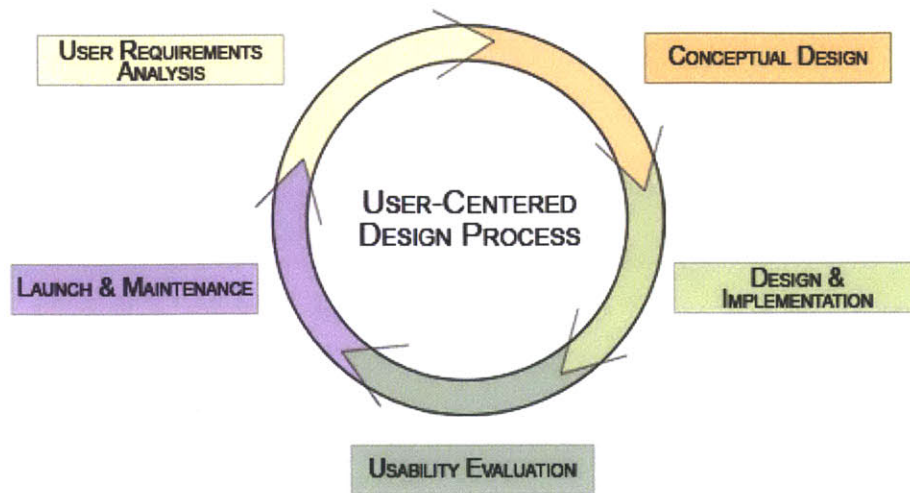 User Requirements
Analysis
Conceptual Design
User-Centered
Design Process
Launch & Maintenance
Design &
Implementation
Usability Evaluation